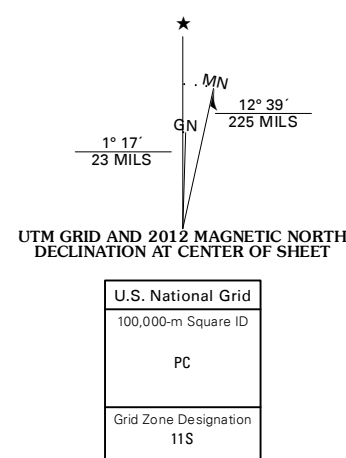 ★
MN
GN
12° 39´
225 MILS
1° 17´
23 MILS
UTM GRID AND 2012 MAGNETIC NORTH
DECLINATION AT CENTER OF SHEET
U.S. National Grid
100,000-m Square ID
PC
Grid Zone Designation
11S